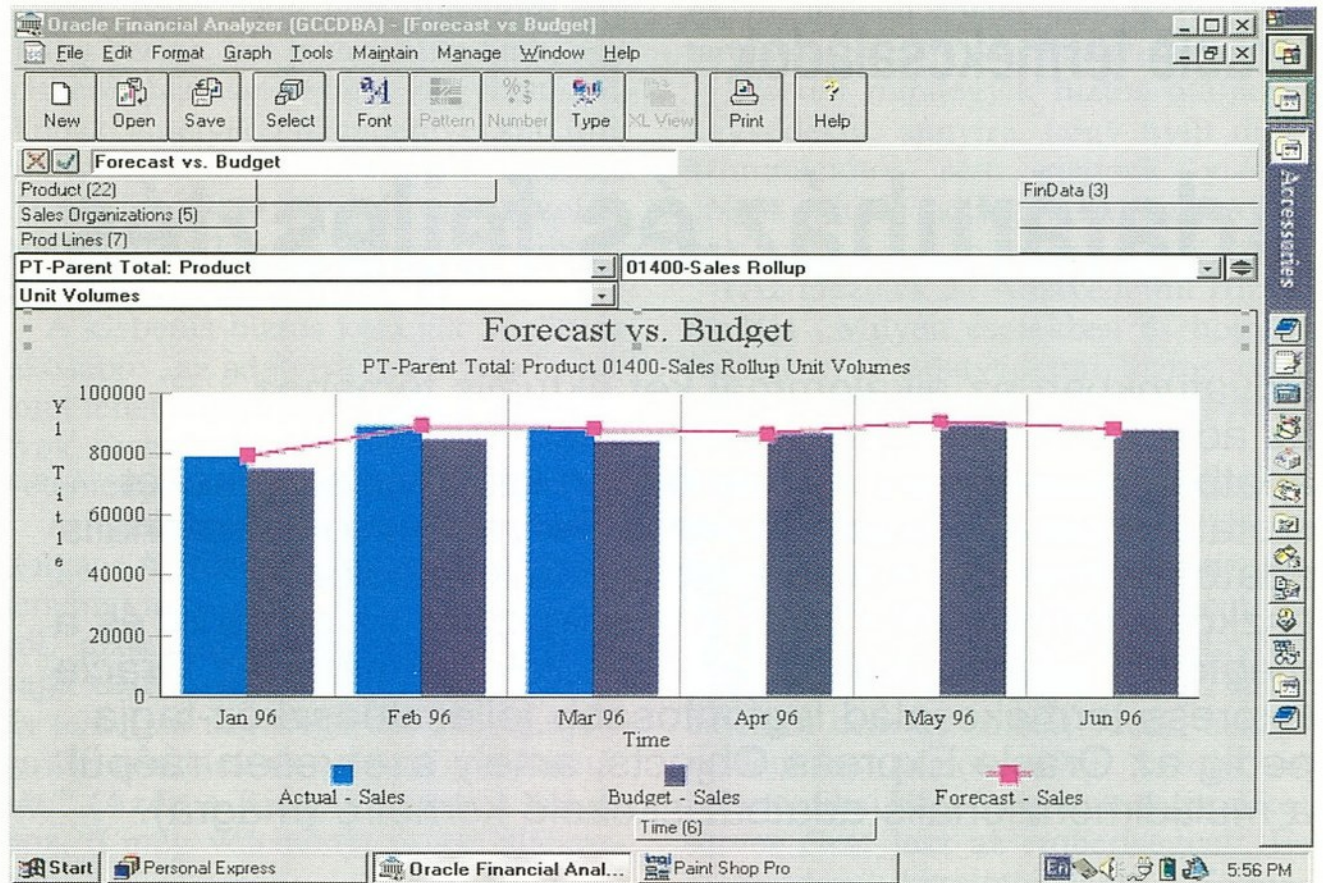 Oracle Financial Analyzer (GCCDBA) - [Forecast vs Budget]
File Edit Format Graph Tools Maintain Manage Window Help
New Open Save Select Font Pattern Number Type XL View Print Help
Forecast vs. Budget
Product (22)
FinData (3)
Sales Organizations (5)
Prod Lines (7)
PT-Parent Total: Product
01400-Sales Rollup
Unit Volumes
Accessories
Forecast vs. Budget
PT-Parent Total: Product 01400-Sales Rollup Unit Volumes
Y1 Title
100000
80000
60000
40000
20000
0
Jan 96 Feb 96 Mar 96 Apr 96 May 96 Jun 96
Time
Actual - Sales Budget - Sales Forecast - Sales
Time (6)
Start Personal Express Oracle Financial Anal... Paint Shop Pro En 5:56 PM